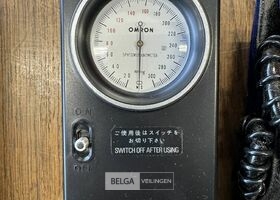 OMRON
SPHYGMOMANOMETER
ON
ご使用後はスイッチを
お切り下さい
SWITCH OFF AFTER USING
OFF
BELGA VEILINGEN